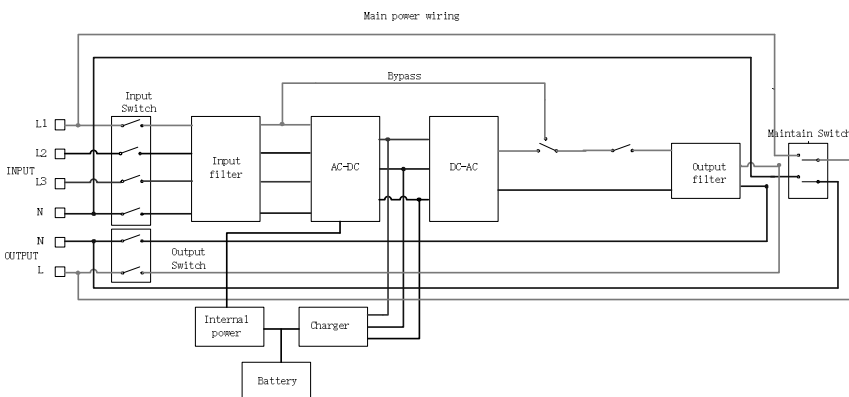 Main power wiring
Bypass
Input
Switch
L1
L2
INPUT
L3
N
N
OUTPUT
L
Input
filter
AC-DC
DC-AC
Output
filter
Maintain Switch
Output
Switch
Internal
power
Charger
Battery